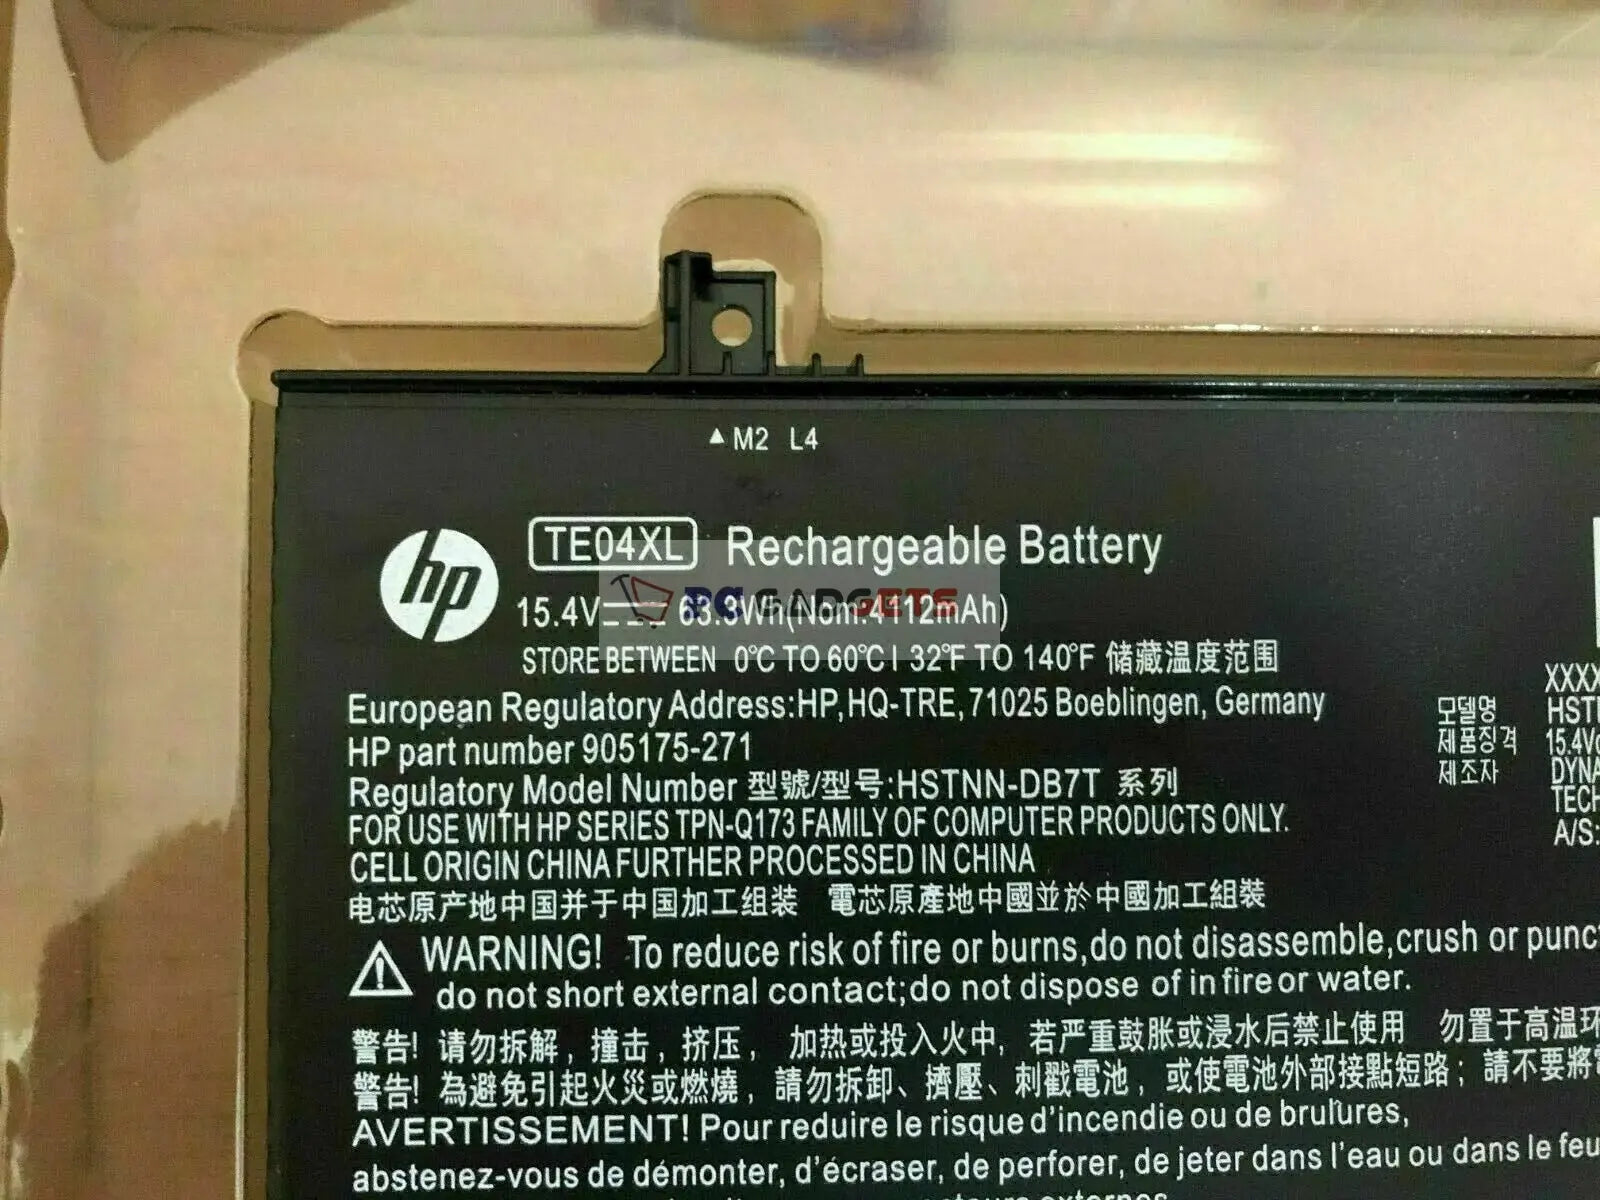 ▲ M2 L4
hp
TE04XL Rechargeable Battery
PC GADGETS
15.4V 63.3Wh(Nom.4112mAh)
STORE BETWEEN 0°C TO 60°C I 32°F TO 140°F 储藏温度范围
European Regulatory Address:HP,HQ-TRE,71025 Boeblingen, Germany
HP part number 905175-271
Regulatory Model Number 型號/型号:HSTNN-DB7T 系列
FOR USE WITH HP SERIES TPN-Q173 FAMILY OF COMPUTER PRODUCTS ONLY.
CELL ORIGIN CHINA FURTHER PROCESSED IN CHINA
电芯原产地中国并于中国加工组装 電芯原產地中國並於中國加工組裝
XXXX
모델명 HST
제품징격 15.4V
제조자 DYNA
TECH
A/S:
WARNING! To reduce risk of fire or burns,do not disassemble,crush or punc
do not short external contact;do not dispose of in fire or water.
警告! 请勿拆解，撞击，挤压， 加热或投入火中, 若严重鼓胀或浸水后禁止使用 勿置于高温环
警告! 為避免引起火災或燃燒，請勿拆卸、擠壓、刺戳電池，或使電池外部接點短路；請不要將
AVERTISSEMENT! Pour reduire le risque d'incendie ou de brulures,
abstenez-vous de démonter, d'écraser, de perforer, de jeter dans l'eau ou dans le feu
externes